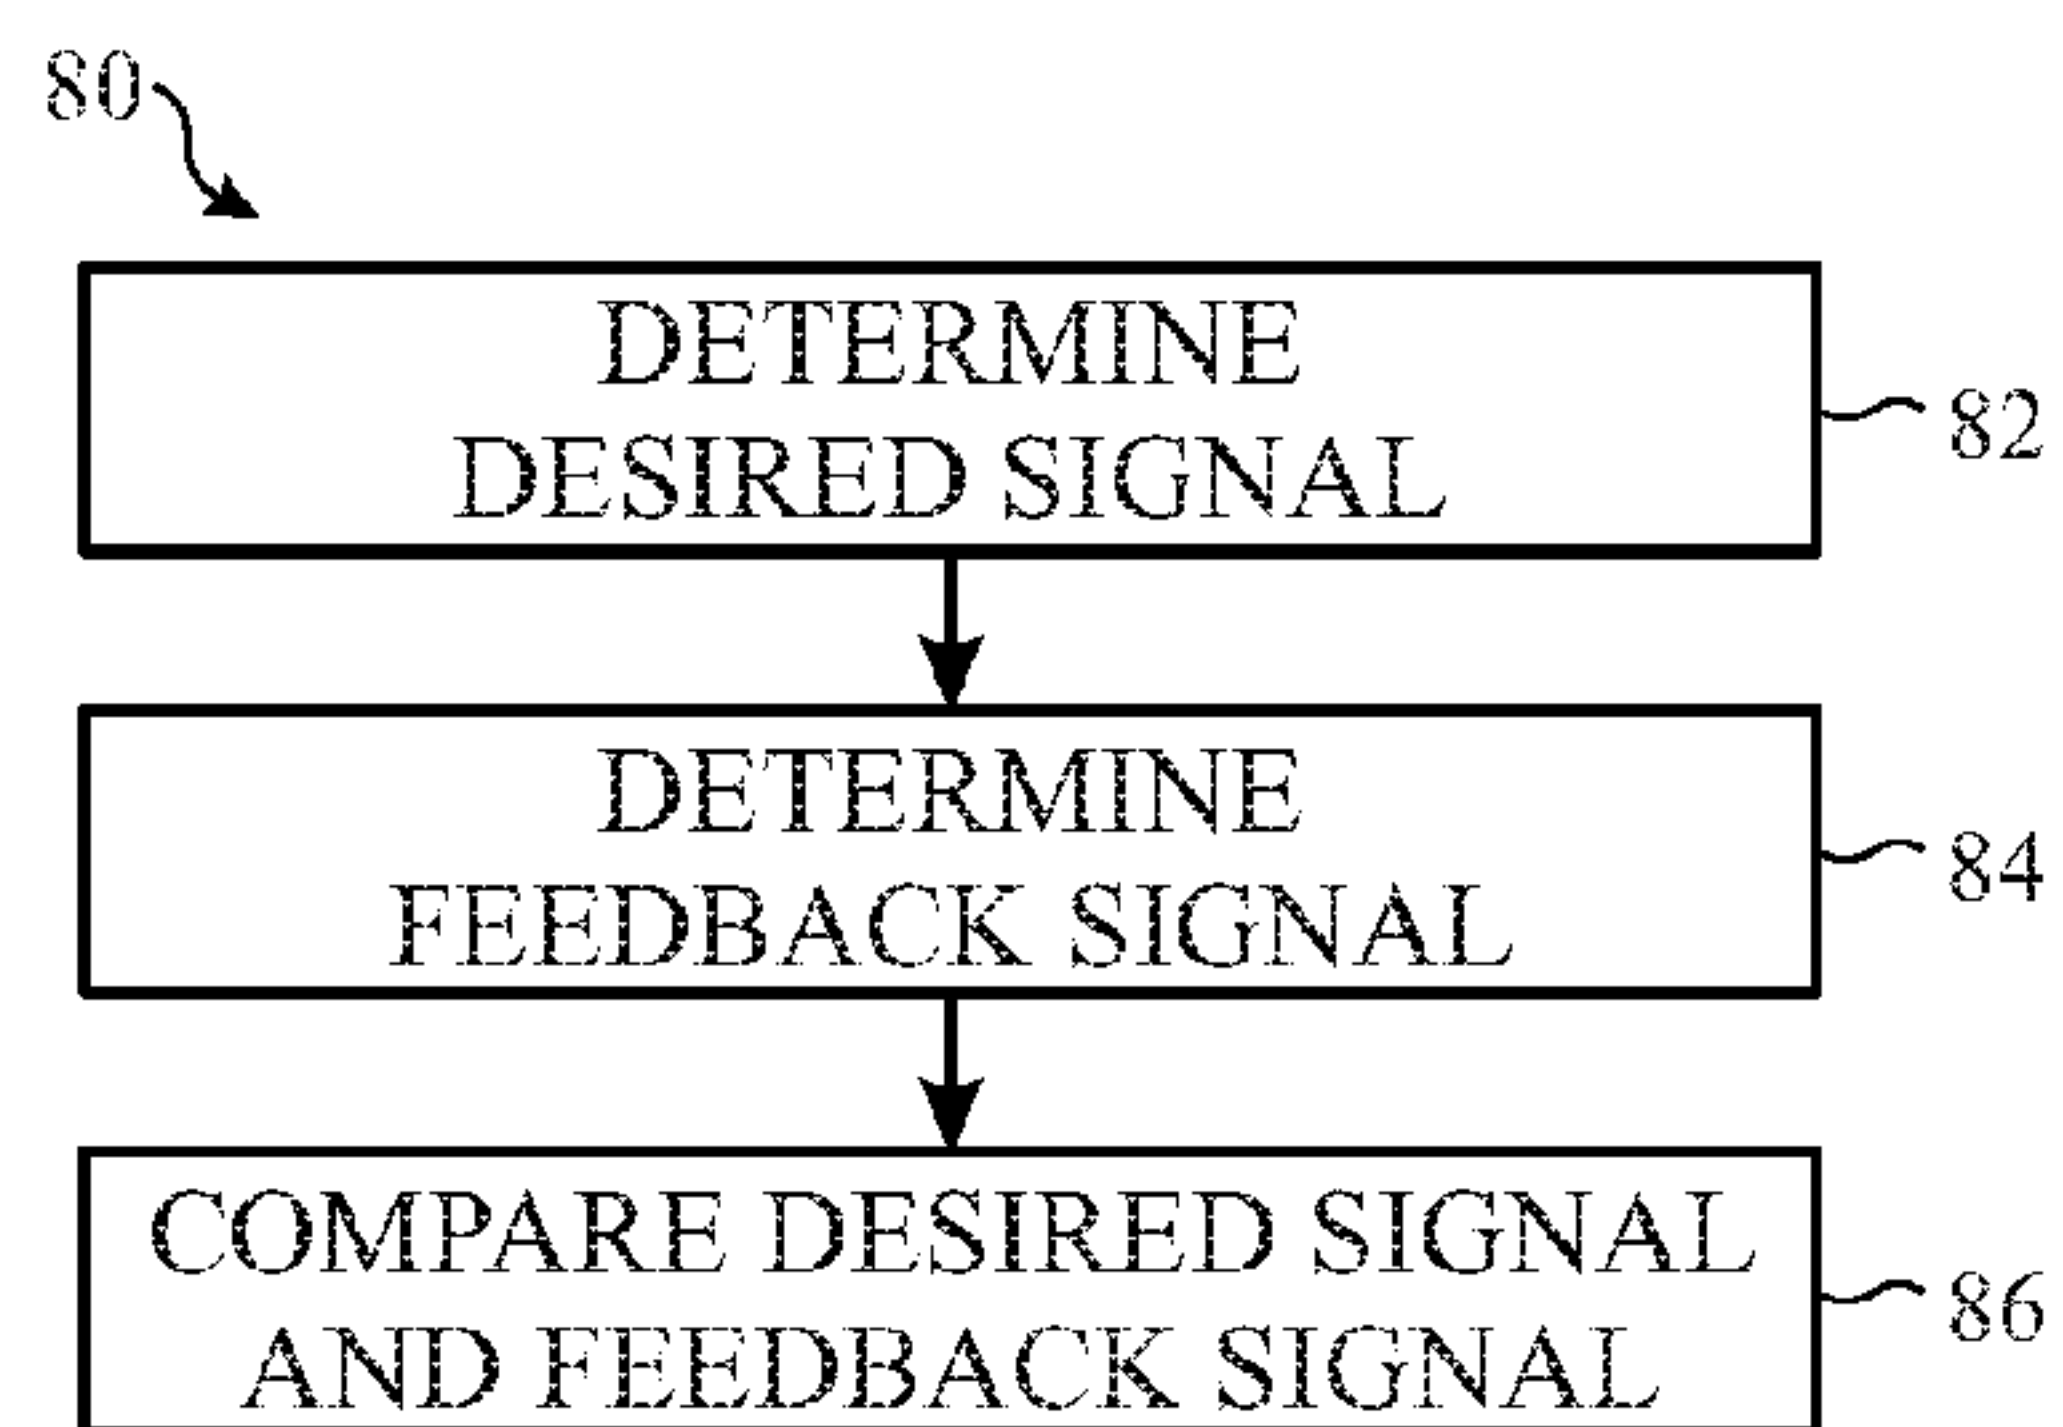 80
DETERMINE
DESIRED SIGNAL
82
DETERMINE
FEEDBACK SIGNAL
84
COMPARE DESIRED SIGNAL
AND FEEDBACK SIGNAL
86